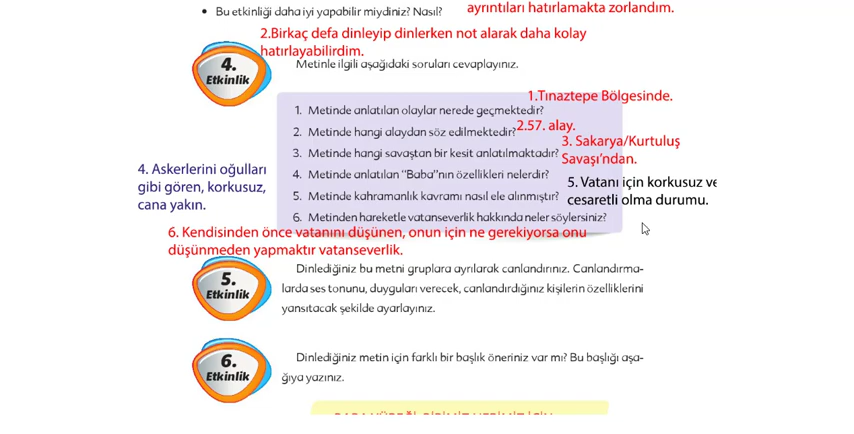 • Bu etkinliği daha iyi yapabilir miydiniz? Nasıl?
ayrıntıları hatırlamakta zorlandım.
2.Birkaç defa dinleyip dinlerken not alarak daha kolay
hatırlayabilirdim.
4.
Etkinlik
Metinle ilgili aşağıdaki soruları cevaplayınız.
1. Metinde anlatılan olaylar nerede geçmektedir?
1.Tınaztepe Bölgesinde.
2. Metinde hangi alaydan söz edilmektedir?
2.57. alay.
3. Metinde hangi savaştan bir kesit anlatılmaktadır?
3. Sakarya/Kurtuluş
Savaşı'ndan.
4. Metinde anlatılan "Baba"nın özellikleri nelerdir?
4. Askerlerini oğulları
gibi gören, korkusuz,
cana yakın.
5. Metinde kahramanlık kavramı nasıl ele alınmıştır?
5. Vatanı için korkusuz ve
cesaretli olma durumu.
6. Metinden hareketle vatanseverlik hakkında neler söylersiniz?
6. Kendisinden önce vatanını düşünen, onun için ne gerekiyorsa onu
düşünmeden yapmaktır vatanseverlik.
5.
Etkinlik
Dinlediğiniz bu metni gruplara ayrılarak canlandırınız. Canlandırma-
larda ses tonunu, duyguları verecek, canlandırdığınız kişilerin özelliklerini
yansıtacak şekilde ayarlayınız.
6.
Etkinlik
Dinlediğiniz metin için farklı bir başlık öneriniz var mı? Bu başlığı aşa-
ğıya yazınız.